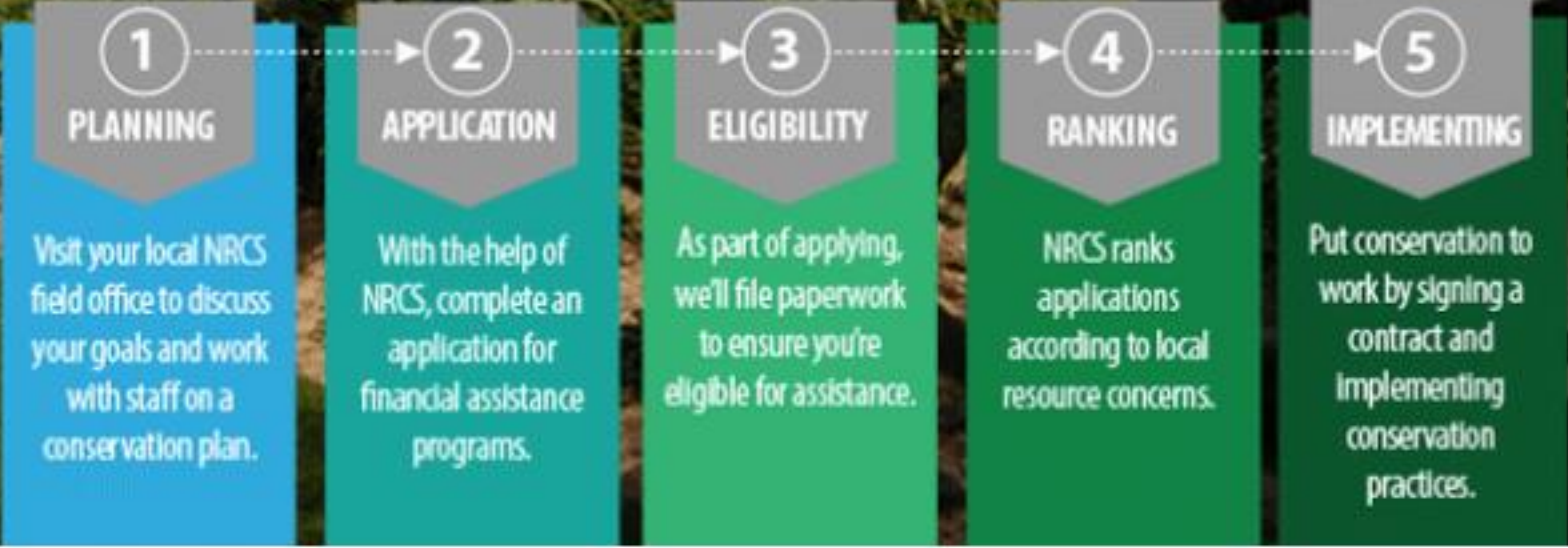 1
PLANNING
Visit your local NRCS
field office to discuss
your goals and work
with staff on a
conservation plan.
2
APPLICATION
With the help of
NRCS, complete an
application for
financial assistance
programs.
3
ELIGIBILITY
As part of applying,
we'll file paperwork
to ensure you're
eligible for assistance.
4
RANKING
NRCS ranks
applications
according to local
resource concerns.
5
IMPLEMENTING
Put conservation to
work by signing a
contract and
implementing
conservation
practices.